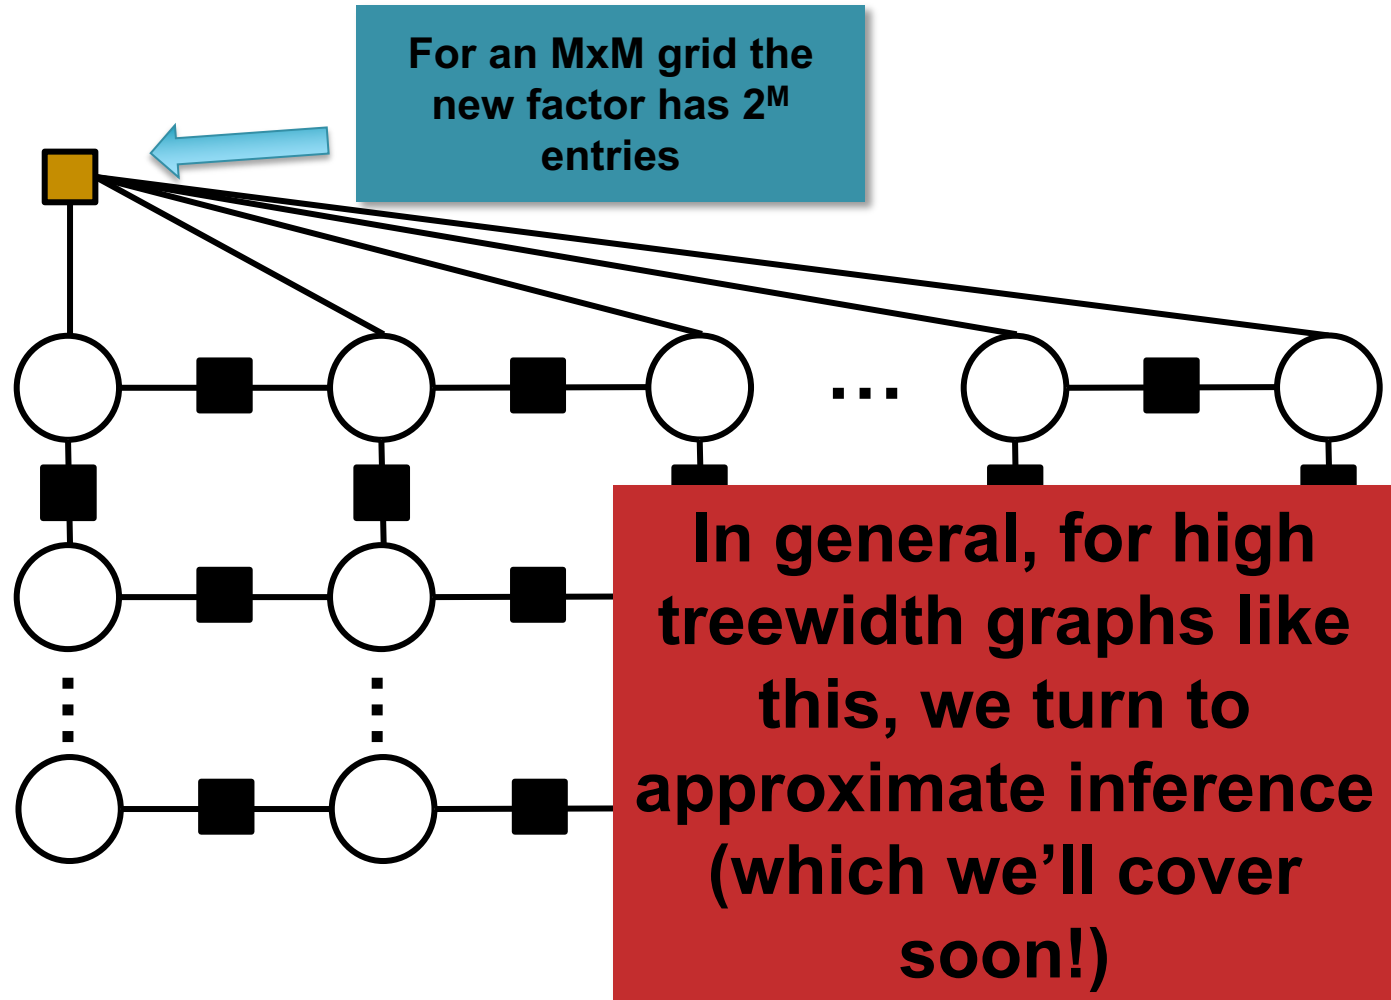 For an MxM grid the
new factor has 2ᴹ
entries
...
In general, for high
treewidth graphs like
this, we turn to
approximate inference
(which we’ll cover
soon!)